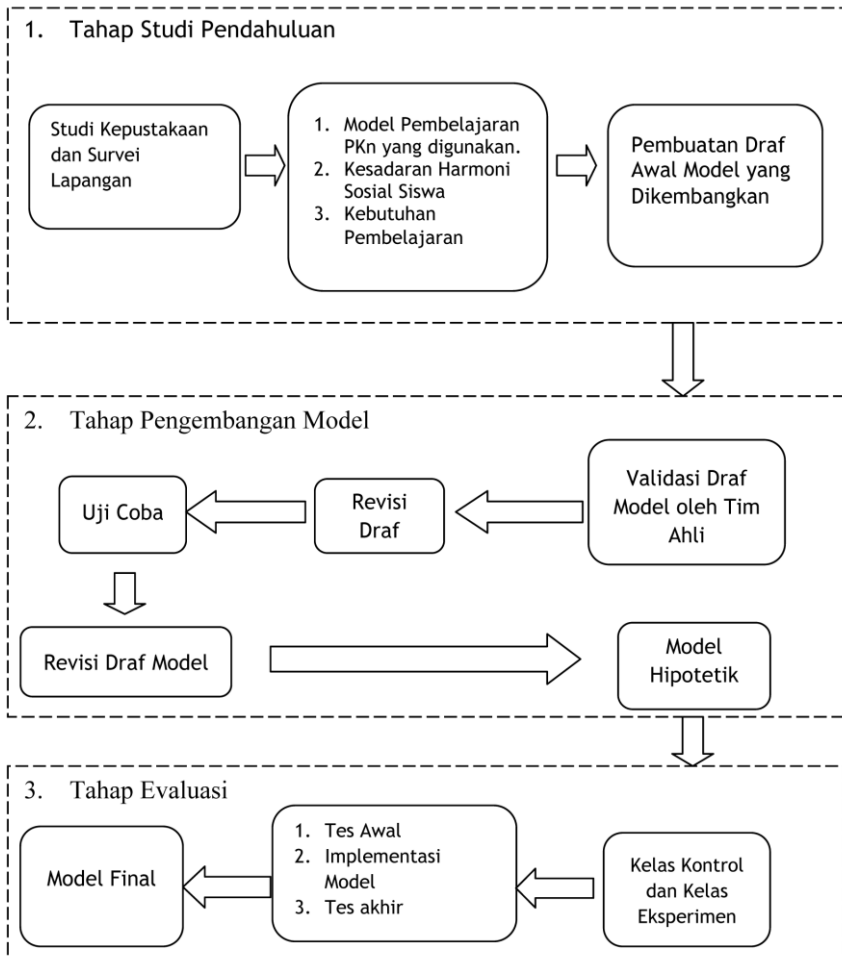 1. Tahap Studi Pendahuluan
Studi Kepustakaan
dan Survei
Lapangan
1. Model Pembelajaran
PKn yang digunakan.
2. Kesadaran Harmoni
Sosial Siswa
3. Kebutuhan
Pembelajaran
Pembuatan Draf
Awal Model yang
Dikembangkan
2. Tahap Pengembangan Model
Validasi Draf
Model oleh Tim
Ahli
Revisi
Draf
Uji Coba
Revisi Draf Model
Model
Hipotetik
3. Tahap Evaluasi
Kelas Kontrol
dan Kelas
Eksperimen
1. Tes Awal
2. Implementasi
Model
3. Tes akhir
Model Final